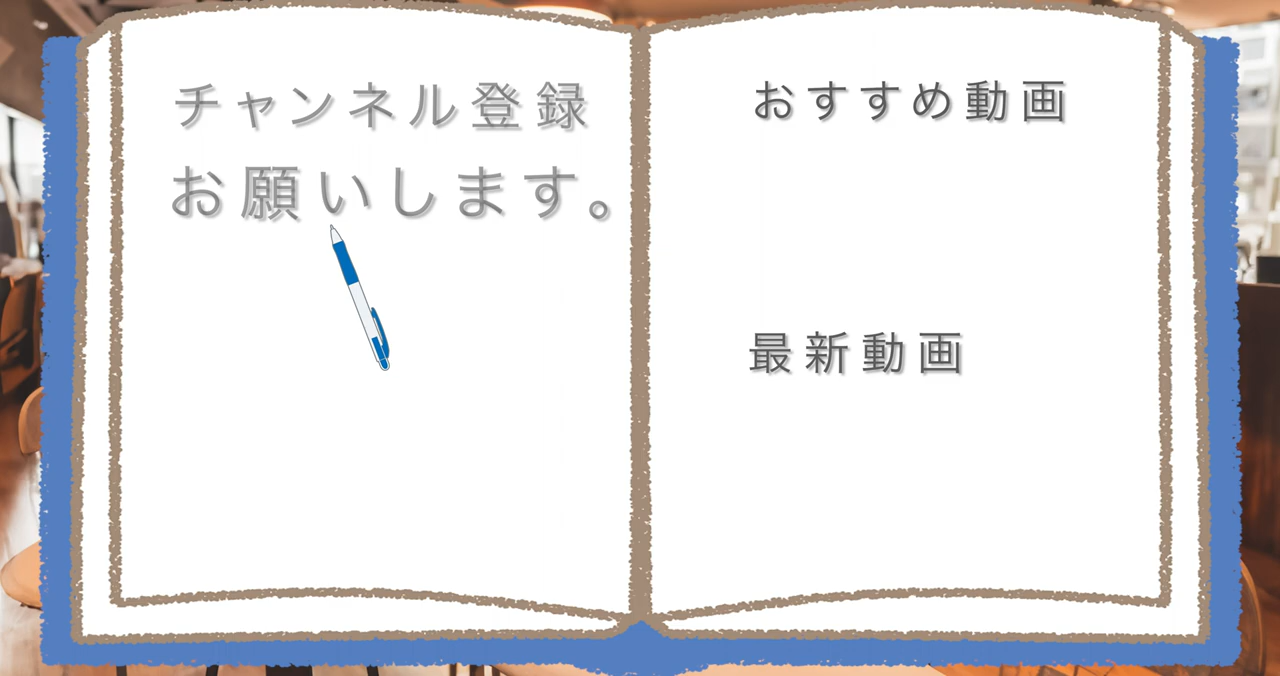 チャンネル登録
お願いします。
おすすめ動画
最新動画